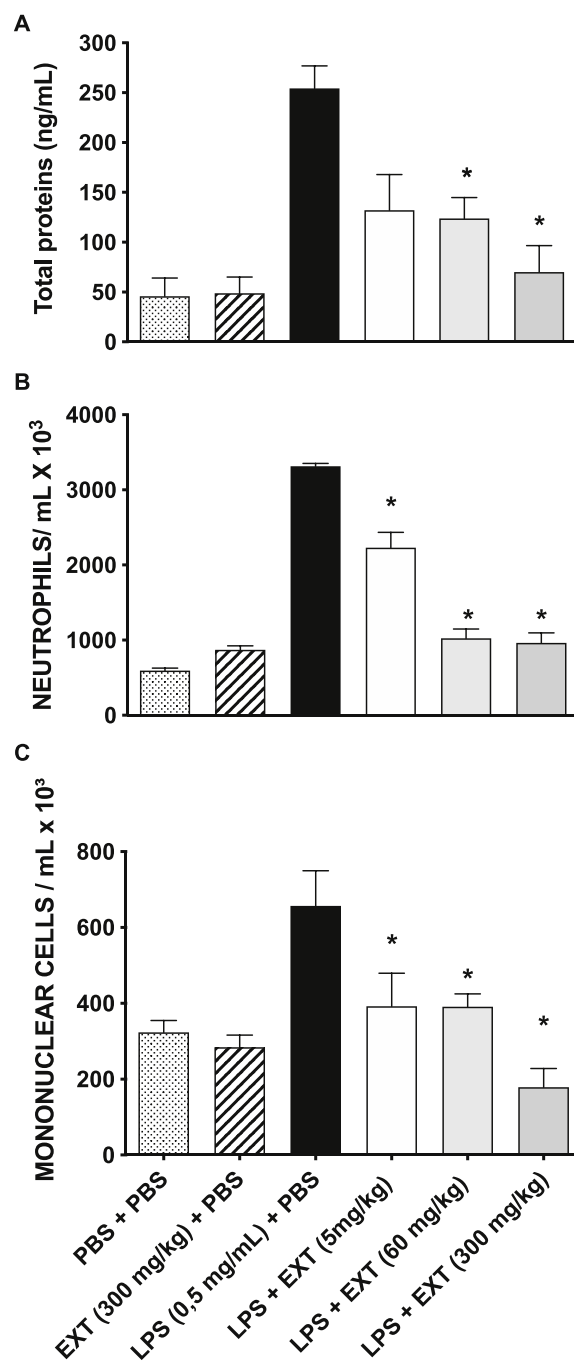 A
Total proteins (ng/mL)
300
250
200
150
100
50
0
*
*
B
NEUTROPHILS/ mL X 10³
4000
3000
2000
1000
0
*
*
*
C
MONONUCLEAR CELLS / mL x 10³
800
600
400
200
0
*
*
*
PBS + PBS
EXT (300 mg/kg) + PBS
LPS (0,5 mg/mL) + PBS
LPS + EXT (5mg/kg)
LPS + EXT (60 mg/kg)
LPS + EXT (300 mg/kg)